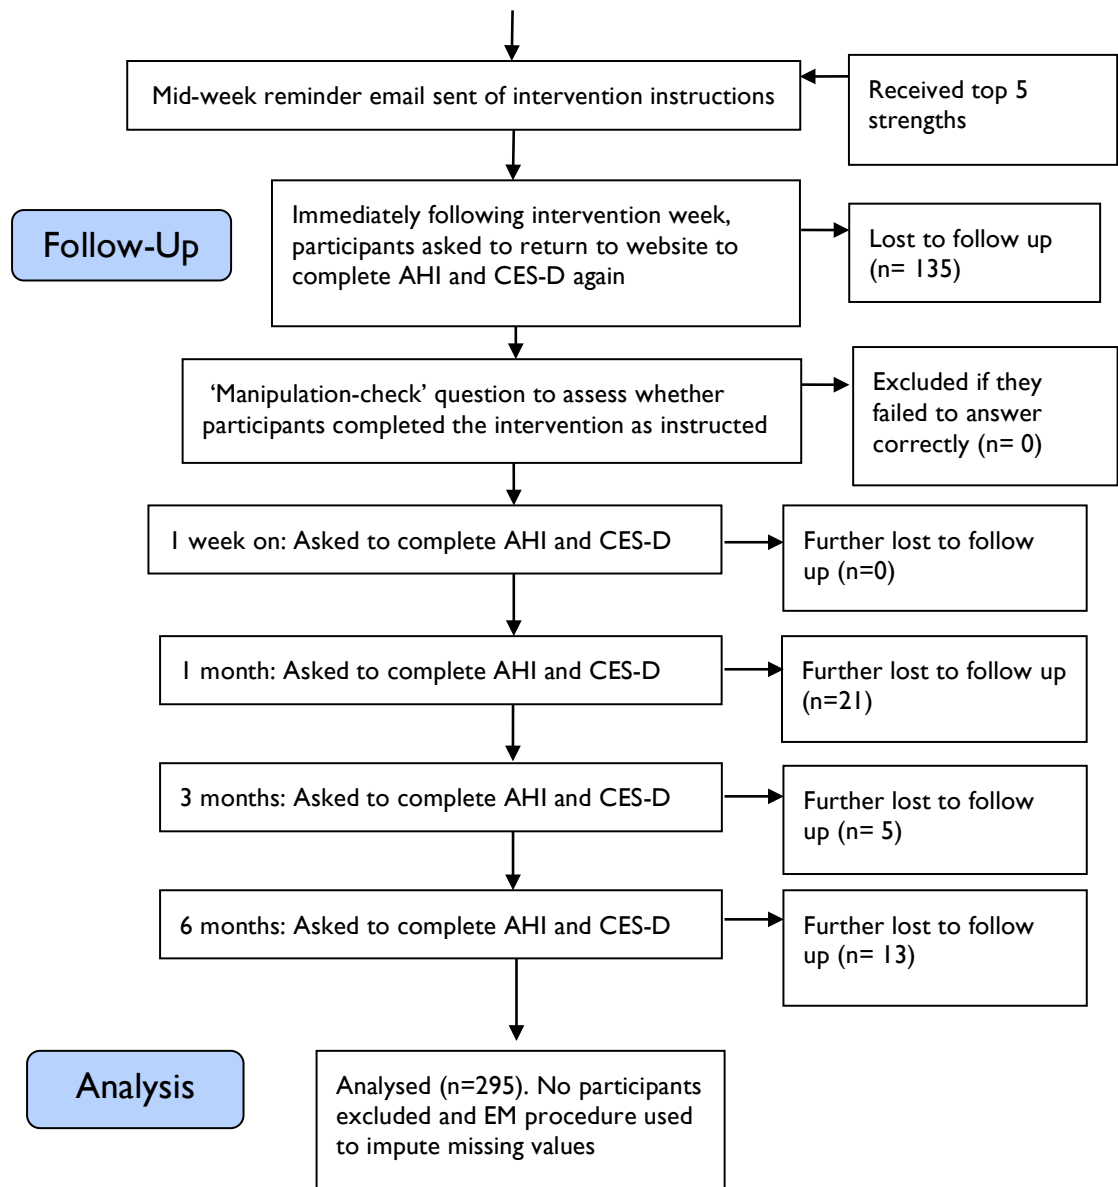 Mid-week reminder email sent of intervention instructions
Received top 5
strengths
Follow-Up
Immediately following intervention week,
participants asked to return to website to
complete AHI and CES-D again
Lost to follow up
(n= 135)
‘Manipulation-check’ question to assess whether
participants completed the intervention as instructed
Excluded if they
failed to answer
correctly (n= 0)
1 week on: Asked to complete AHI and CES-D
Further lost to follow
up (n=0)
1 month: Asked to complete AHI and CES-D
Further lost to follow up
(n=21)
3 months: Asked to complete AHI and CES-D
Further lost to follow
up (n= 5)
6 months: Asked to complete AHI and CES-D
Further lost to follow
up (n= 13)
Analysis
Analysed (n=295). No participants
excluded and EM procedure used
to impute missing values